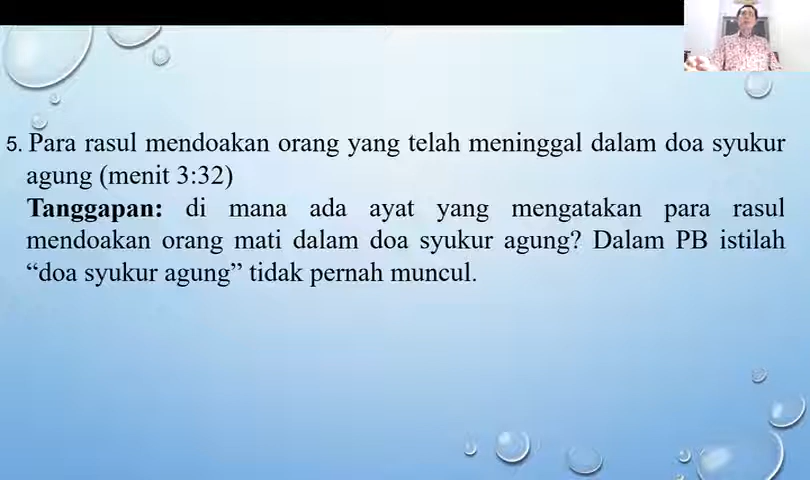 5. Para rasul mendoakan orang yang telah meninggal dalam doa syukur
agung (menit 3:32)
Tanggapan: di mana ada ayat yang mengatakan para rasul
mendoakan orang mati dalam doa syukur agung? Dalam PB istilah
“doa syukur agung” tidak pernah muncul.